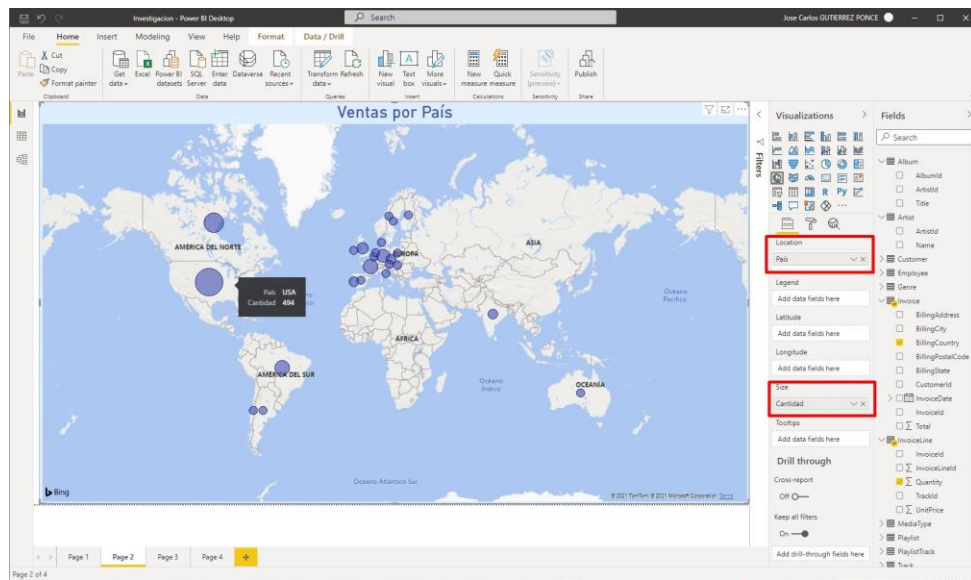 Investigacion - Power BI Desktop
Search
Jose Carlos GUTIERREZ PONCE
File Home Insert Modeling View Help Format Data / Drill
Paste
Cut
Copy
Format painter
Get data
Excel
Power BI datasets
SQL Server
Enter data
Dataverse
Recent sources
Transform data
Refresh
New visual
Text box
More visuals
New measure
Quick measure
Sensitivity (preview)
Publish
Clipboard Data Queries Insert Calculations Sensitivity Share
Ventas por País
AMERICA DEL NORTE
EUROPA
ASIA
País USA
Cantidad 494
Oceano
Pacifico
AFRICA
AMERICA DEL SUR
Oceano
Indico
OCEANIA
Oceano Atlantico Sur
Bing
© 2021 TomTom, © 2021 Microsoft Corporation Terms
Filters
Visualizations
R Py
Location
País
Legend
Add data fields here
Latitude
Add data fields here
Longitude
Add data fields here
Size
Cantidad
Tooltips
Add data fields here
Drill through
Cross-report
Off
Keep all filters
On
Add drill-through fields here
Fields
Search
Album
AlbumId
ArtistId
Title
Artist
ArtistId
Name
Customer
Employee
Genre
Invoice
BillingAddress
BillingCity
BillingCountry
BillingPostalCode
BillingState
CustomerId
InvoiceDate
InvoiceId
∑ Total
InvoiceLine
InvoiceId
∑ InvoiceLineId
∑ Quantity
TrackId
∑ UnitPrice
MediaType
Playlist
PlaylistTrack
Track
Page 1 Page 2 Page 3 Page 4 +
Page 2 of 4